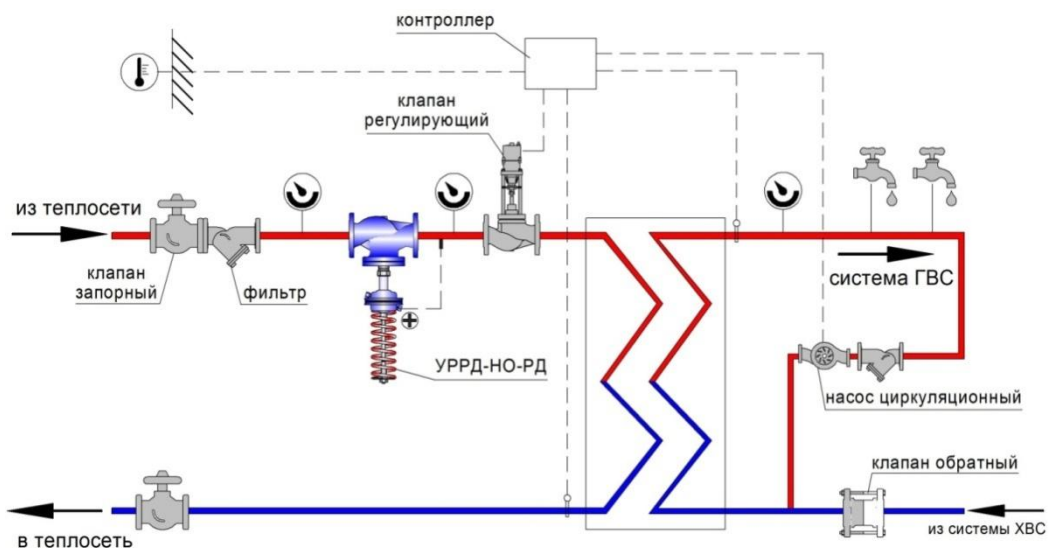 контроллер
клапан
регулирующий
из теплосети
клапан
запорный
фильтр
система ГВС
УРРД-НО-РД
насос циркуляционный
клапан обратный
в теплосеть
из системы ХВС